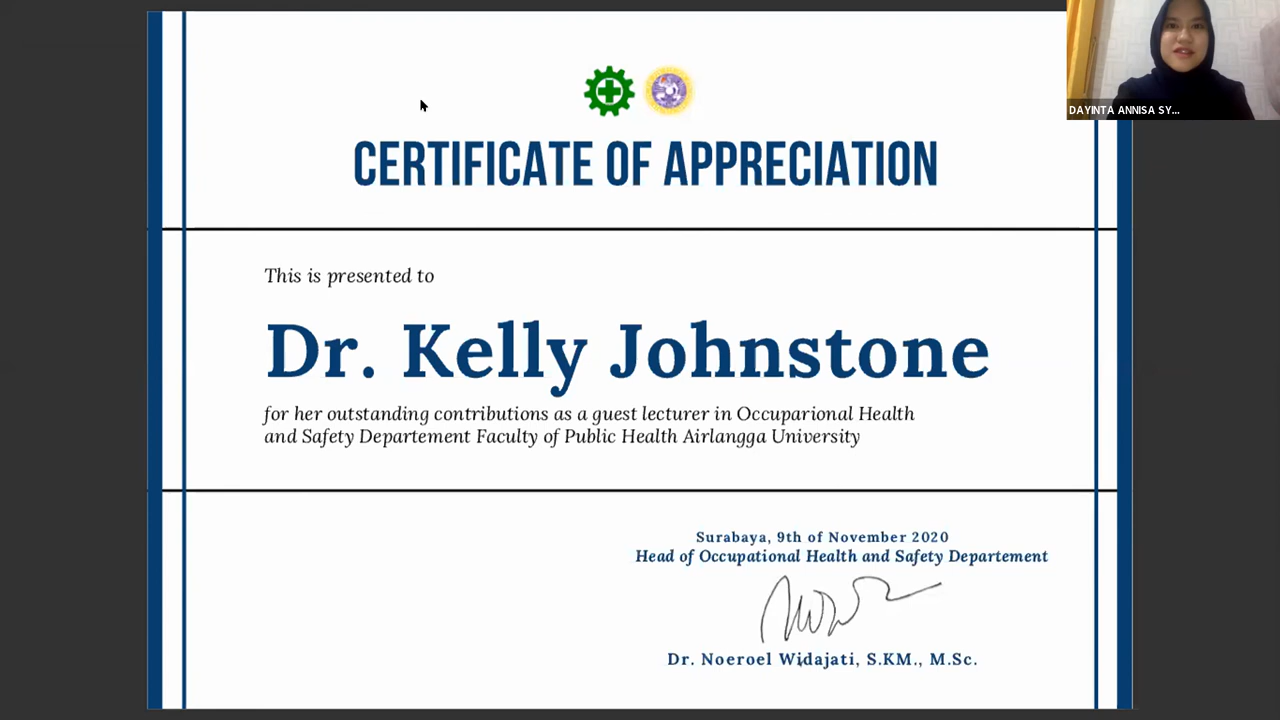 DAYINTA ANNISA SY...
CERTIFICATE OF APPRECIATION
This is presented to
Dr. Kelly Johnstone
for her outstanding contributions as a guest lecturer in Occuparional Health
and Safety Departement Faculty of Public Health Airlangga University
Surabaya, 9th of November 2020
Head of Occupational Health and Safety Departement
Dr. Noeroel Widajati, S.KM., M.Sc.